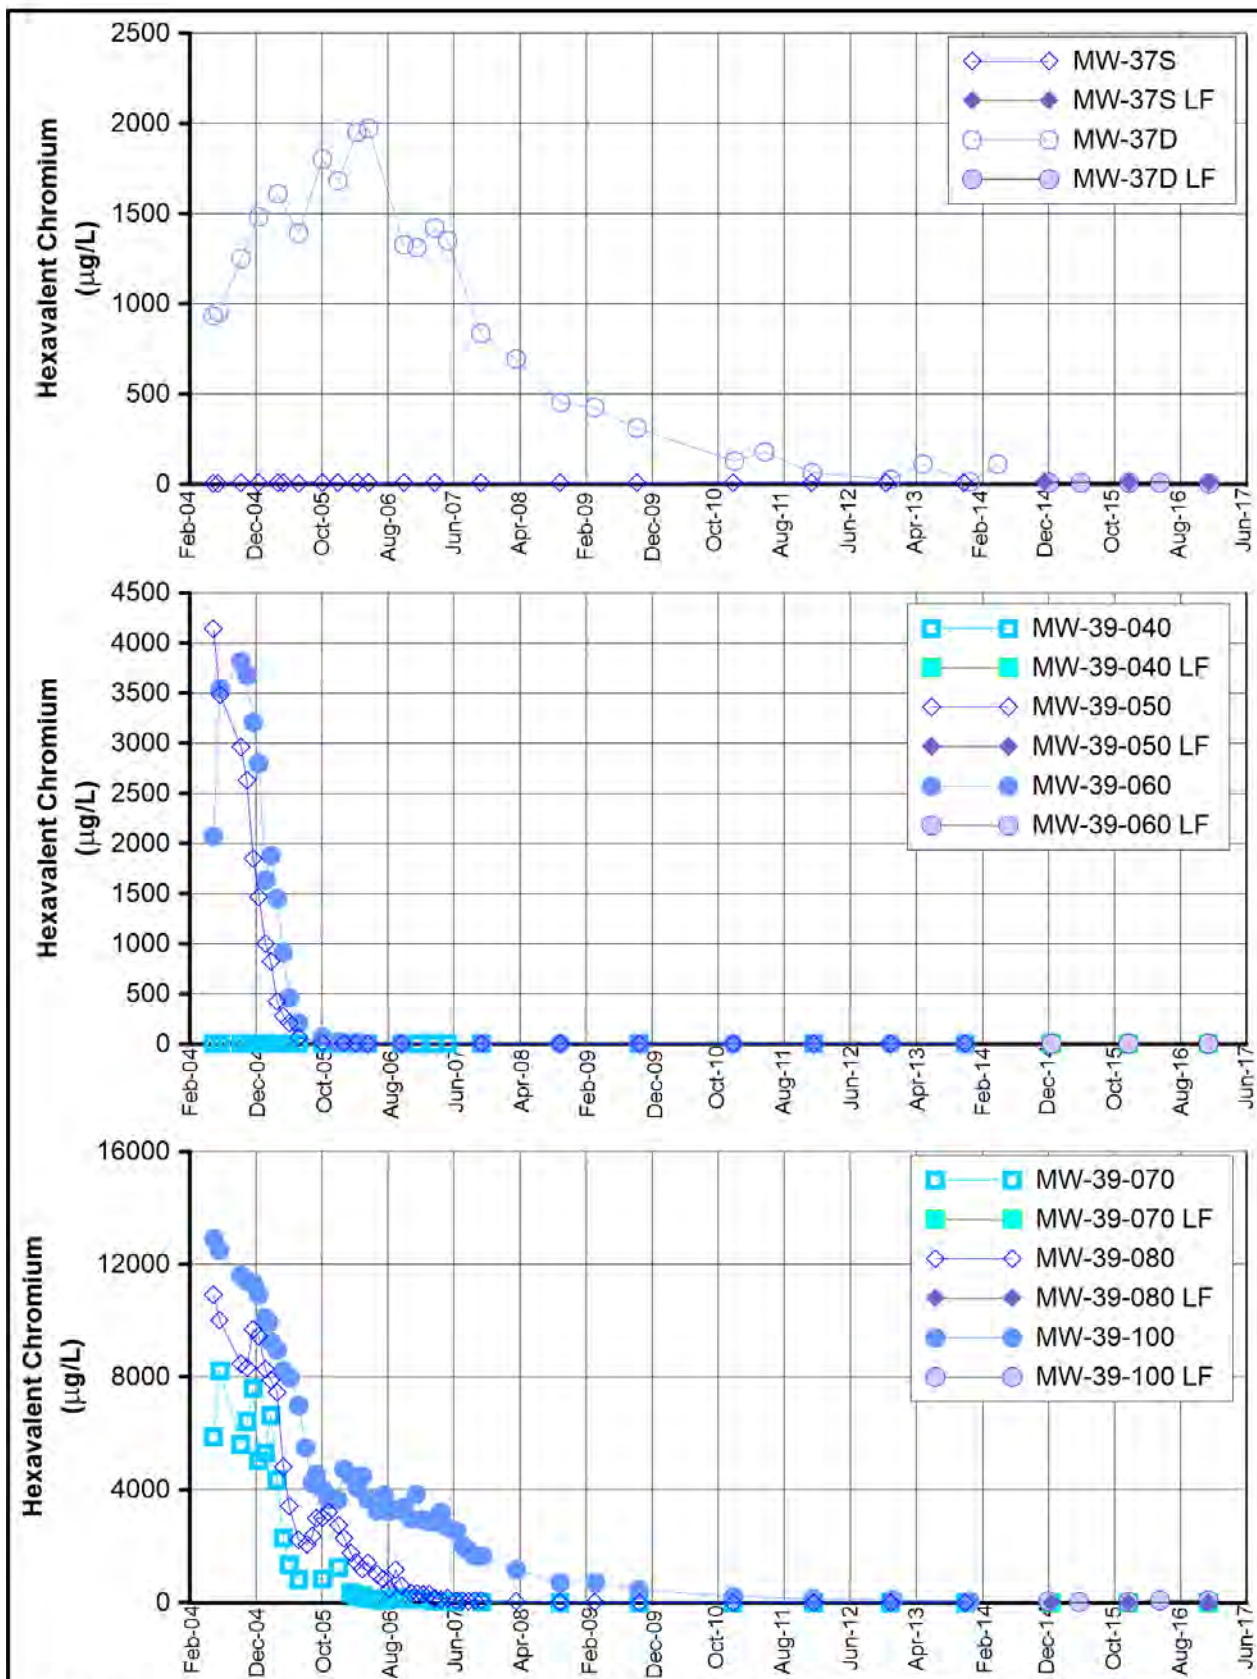 2500
2000
1500
1000
500
0
Hexavalent Chromium
(µg/L)
MW-37S
MW-37S LF
MW-37D
MW-37D LF
Feb-04
Dec-04
Oct-05
Aug-06
Jun-07
Apr-08
Feb-09
Dec-09
Oct-10
Aug-11
Jun-12
Apr-13
Feb-14
Dec-14
Oct-15
Aug-16
Jun-17
4500
4000
3500
3000
2500
2000
1500
1000
500
0
Hexavalent Chromium
(µg/L)
MW-39-040
MW-39-040 LF
MW-39-050
MW-39-050 LF
MW-39-060
MW-39-060 LF
Feb-04
Dec-04
Oct-05
Aug-06
Jun-07
Apr-08
Feb-09
Dec-09
Oct-10
Aug-11
Jun-12
Apr-13
Feb-14
Dec-14
Oct-15
Aug-16
Jun-17
16000
12000
8000
4000
0
Hexavalent Chromium
(µg/L)
MW-39-070
MW-39-070 LF
MW-39-080
MW-39-080 LF
MW-39-100
MW-39-100 LF
Feb-04
Dec-04
Oct-05
Aug-06
Jun-07
Apr-08
Feb-09
Dec-09
Oct-10
Aug-11
Jun-12
Apr-13
Feb-14
Dec-14
Oct-15
Aug-16
Jun-17